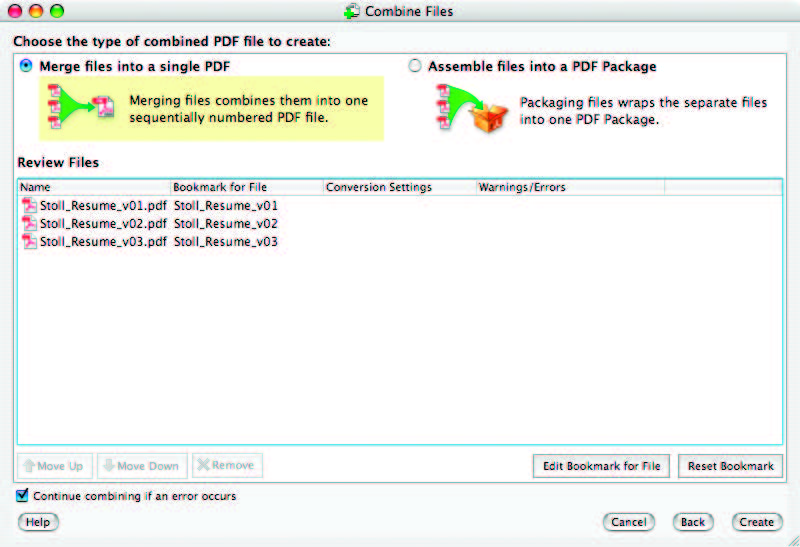 Combine Files
Choose the type of combined PDF file to create:
Merge files into a single PDF
Merging files combines them into one
sequentially numbered PDF file.
Assemble files into a PDF Package
Packaging files wraps the separate files
into one PDF Package.
Review Files
Name Bookmark for File Conversion Settings Warnings/Errors
Stoll_Resume_v01.pdf Stoll_Resume_v01
Stoll_Resume_v02.pdf Stoll_Resume_v02
Stoll_Resume_v03.pdf Stoll_Resume_v03
Move Up Move Down Remove Edit Bookmark for File Reset Bookmark
Continue combining if an error occurs
Help Cancel Back Create